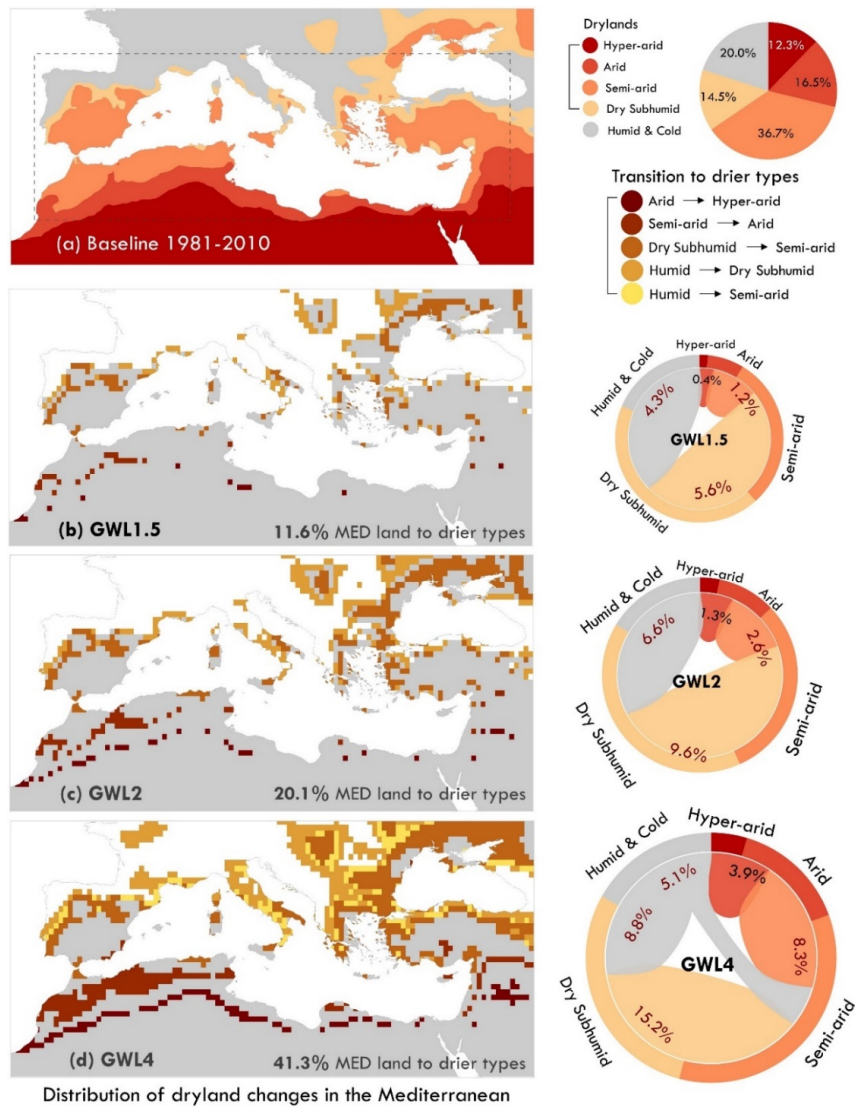 Drylands
Hyper-arid
Arid
Semi-arid
Dry Subhumid
Humid & Cold
20.0%
12.3%
16.5%
14.5%
36.7%
(a) Baseline 1981-2010
Transition to drier types
Arid → Hyper-arid
Semi-arid → Arid
Dry Subhumid → Semi-arid
Humid → Dry Subhumid
Humid → Semi-arid
(b) GWL1.5
11.6% MED land to drier types
Hyper-arid
Arid
Humid & Cold
0.4%
1.2%
4.3%
GWL1.5
Semi-arid
5.6%
Dry Subhumid
(c) GWL2
20.1% MED land to drier types
Hyper-arid
Arid
Humid & Cold
1.3%
2.6%
6.6%
GWL2
Semi-arid
9.6%
Dry Subhumid
(d) GWL4
41.3% MED land to drier types
Hyper-arid
Humid & Cold
Arid
5.1%
3.9%
8.8%
8.3%
GWL4
15.2%
Dry Subhumid
Semi-arid
Distribution of dryland changes in the Mediterranean